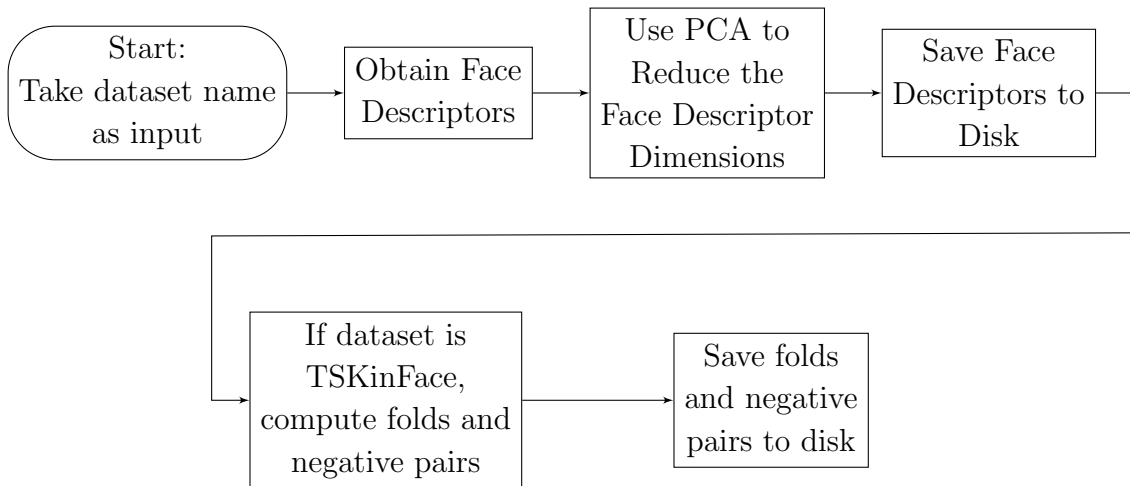 Start:
Take dataset name
as input
Obtain Face
Descriptors
Use PCA to
Reduce the
Face Descriptor
Dimensions
Save Face
Descriptors to
Disk
If dataset is
TSKinFace,
compute folds and
negative pairs
Save folds
and negative
pairs to disk